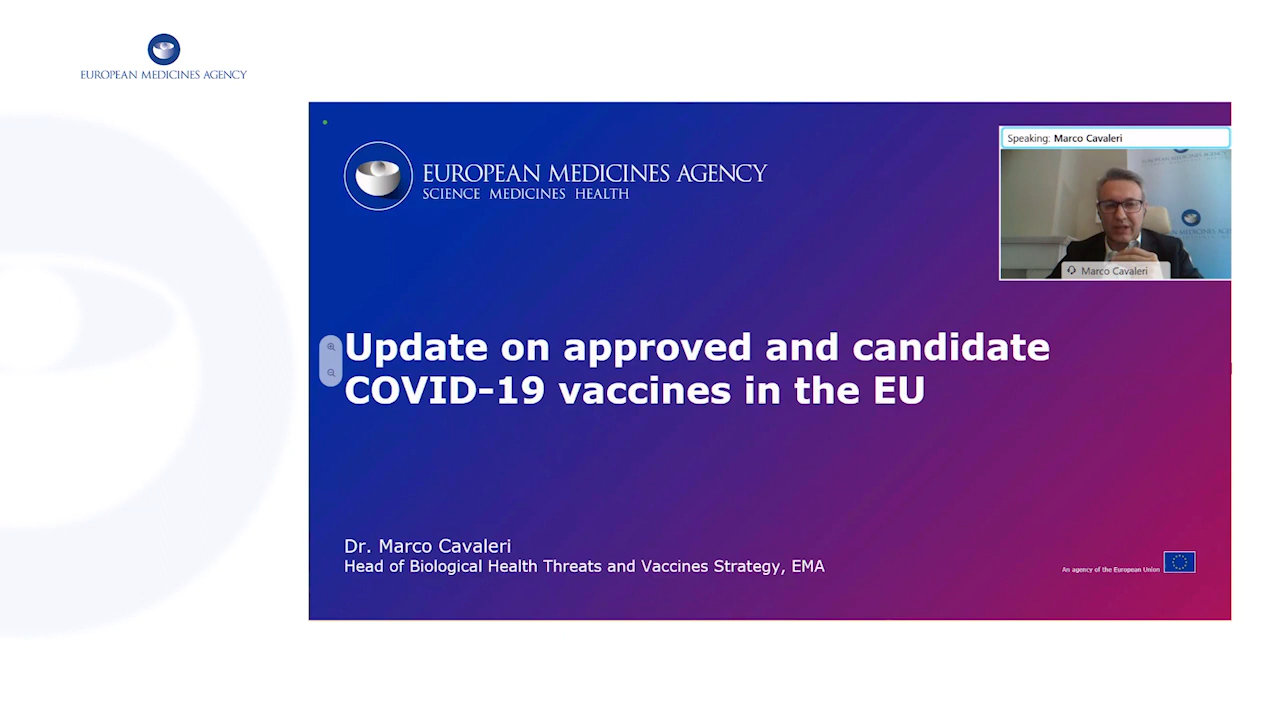 EUROPEAN MEDICINES AGENCY
EUROPEAN MEDICINES AGENCY
SCIENCE MEDICINES HEALTH
Speaking: Marco Cavaleri
Marco Cavaleri
Update on approved and candidate
COVID-19 vaccines in the EU
Dr. Marco Cavaleri
Head of Biological Health Threats and Vaccines Strategy, EMA
An agency of the European Union